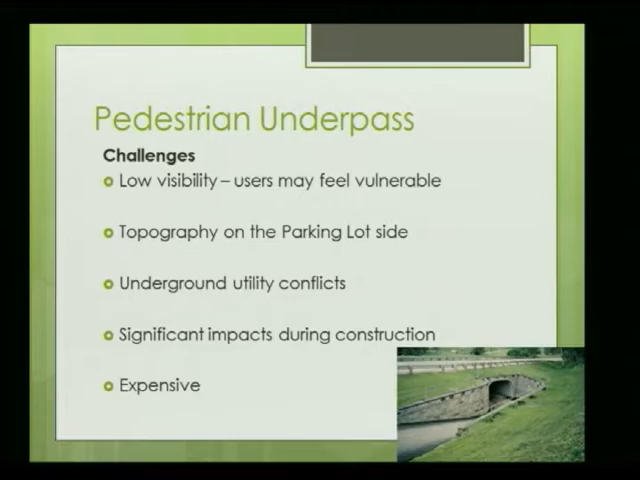 Pedestrian Underpass
Challenges
Low visibility – users may feel vulnerable
Topography on the Parking Lot side
Underground utility conflicts
Significant impacts during construction
Expensive